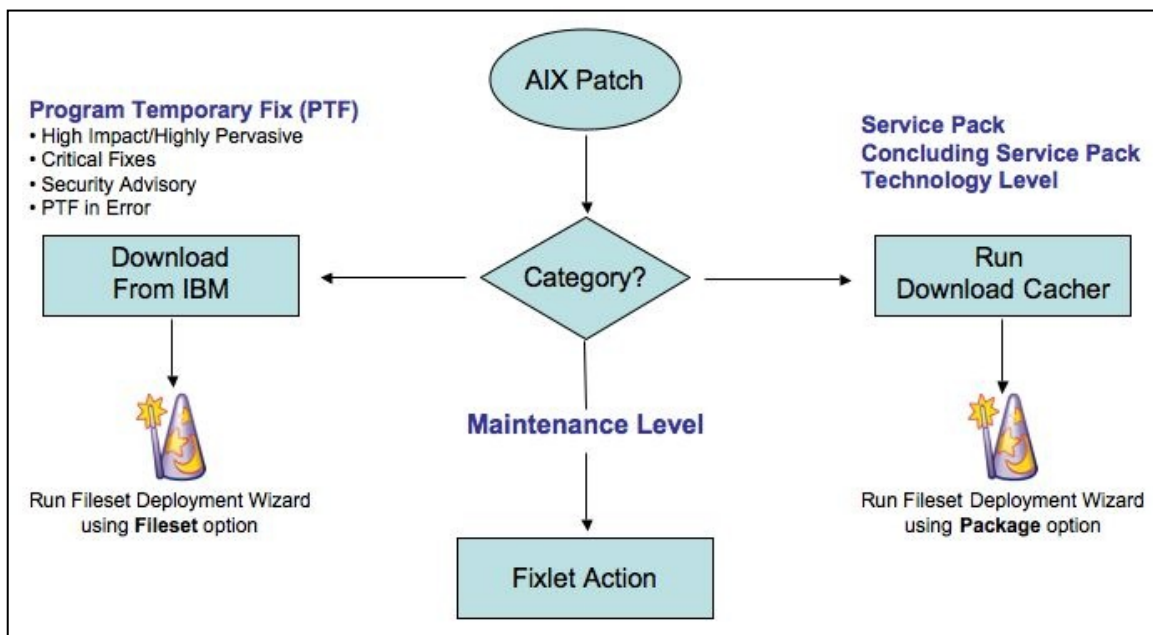 AIX Patch
Program Temporary Fix (PTF)
• High Impact/Highly Pervasive
• Critical Fixes
• Security Advisory
• PTF in Error
Service Pack
Concluding Service Pack
Technology Level
Download
From IBM
Category?
Run
Download Cacher
Maintenance Level
Run Fileset Deployment Wizard
using Fileset option
Run Fileset Deployment Wizard
using Package option
Fixlet Action